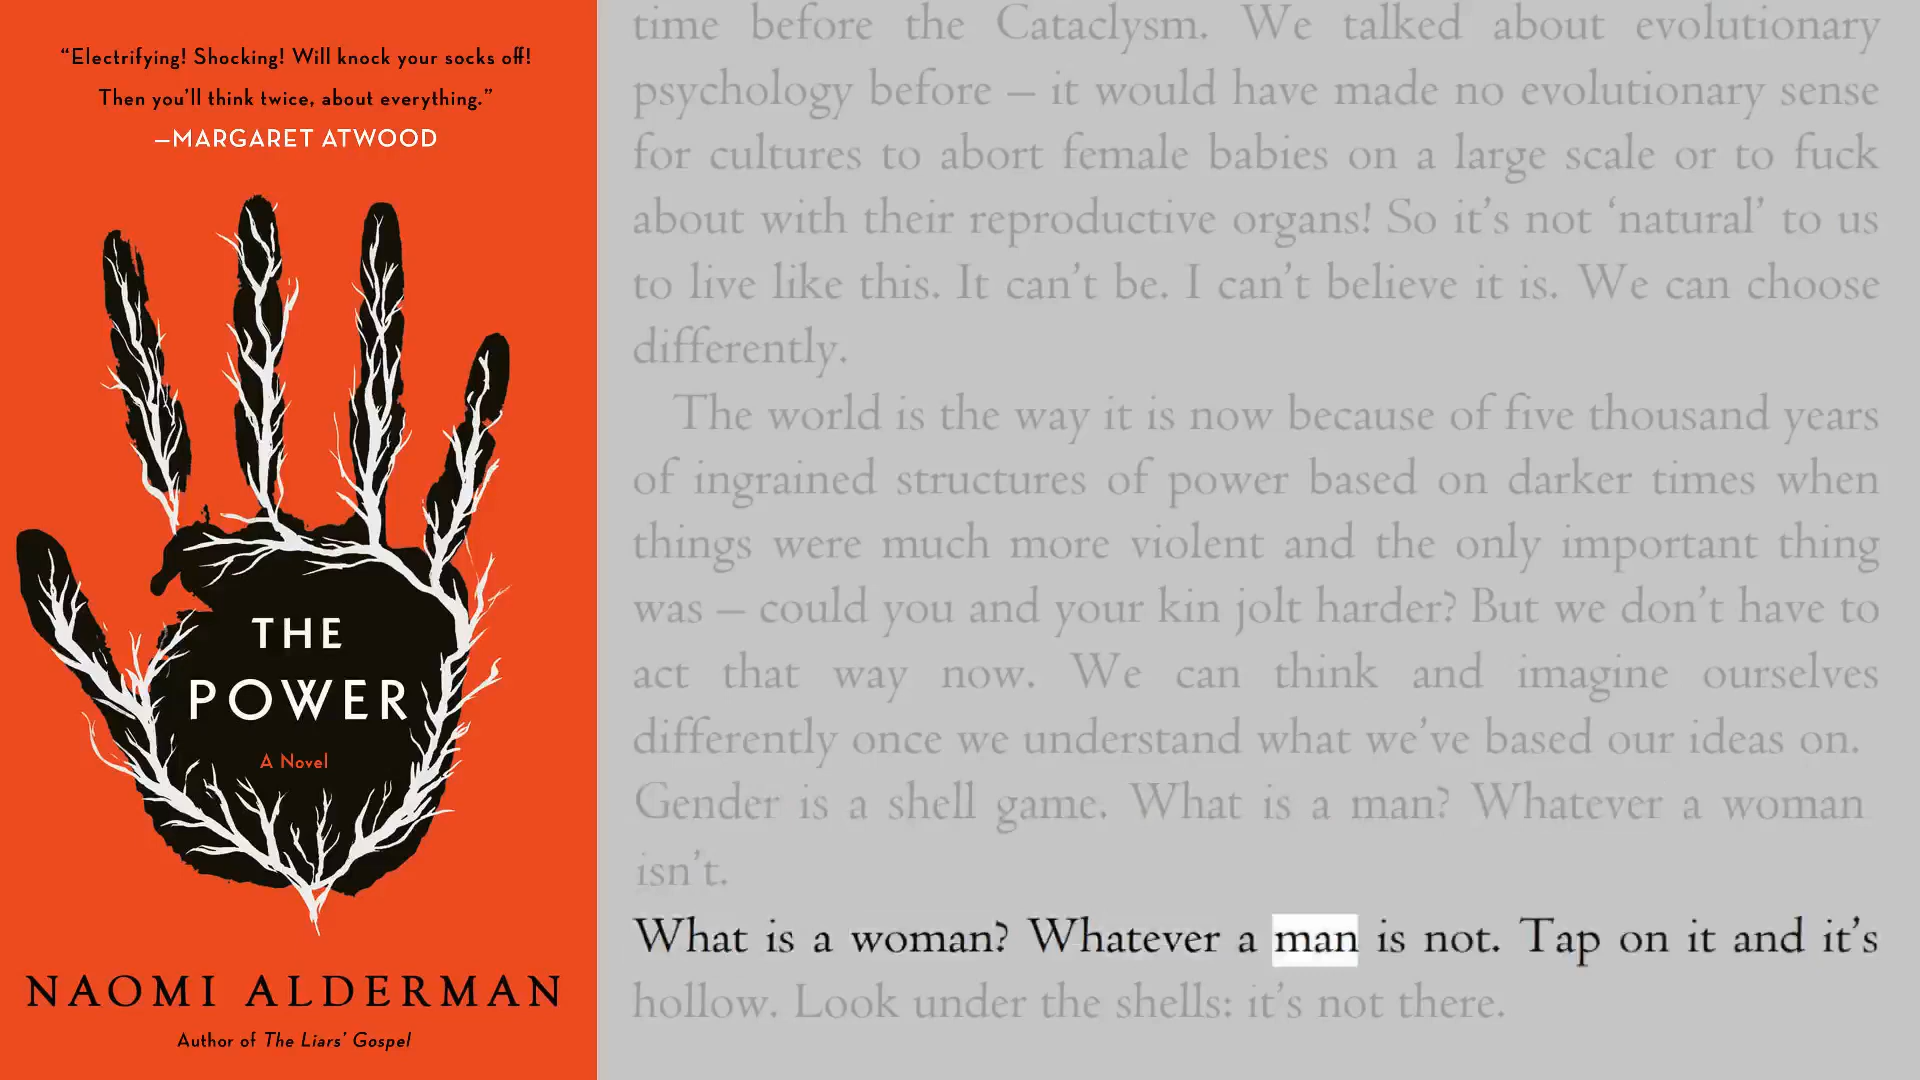 “Electrifying! Shocking! Will knock your socks off!
Then you’ll think twice, about everything.”
—MARGARET ATWOOD
THE
POWER
A Novel
NAOMI ALDERMAN
Author of The Liars’ Gospel
time before the Cataclysm. We talked about evolutionary
psychology before – it would have made no evolutionary sense
for cultures to abort female babies on a large scale or to fuck
about with their reproductive organs! So it’s not ‘natural’ to us
to live like this. It can’t be. I can’t believe it is. We can choose
differently.
The world is the way it is now because of five thousand years
of ingrained structures of power based on darker times when
things were much more violent and the only important thing
was – could you and your kin jolt harder? But we don’t have to
act that way now. We can think and imagine ourselves
differently once we understand what we’ve based our ideas on.
Gender is a shell game. What is a man? Whatever a woman
isn’t.
What is a woman? Whatever a man is not. Tap on it and it’s
hollow. Look under the shells: it’s not there.